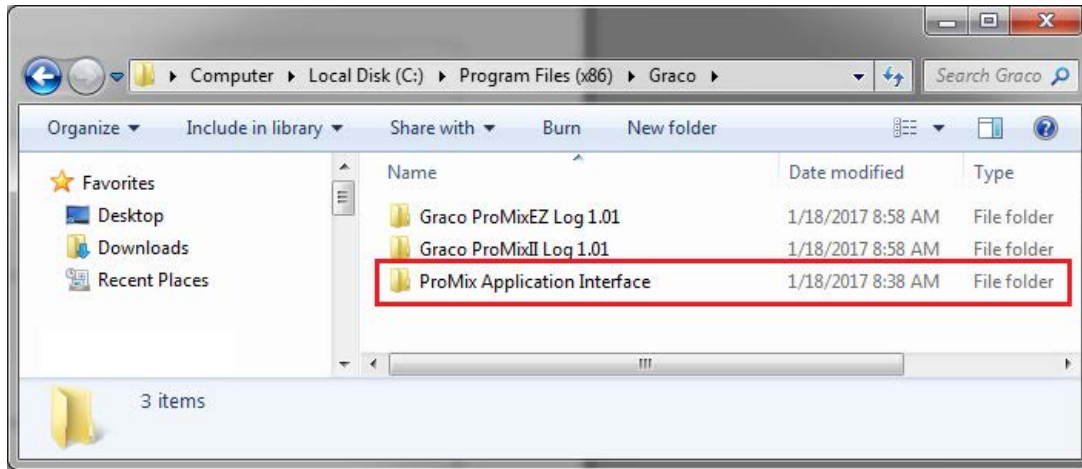 Computer ▸ Local Disk (C:) ▸ Program Files (x86) ▸ Graco ▸ Search Graco
Organize Include in library Share with Burn New folder
Favorites
Desktop
Downloads
Recent Places
Name Date modified Type
Graco ProMixEZ Log 1.01 1/18/2017 8:58 AM File folder
Graco ProMixII Log 1.01 1/18/2017 8:58 AM File folder
ProMix Application Interface 1/18/2017 8:38 AM File folder
3 items